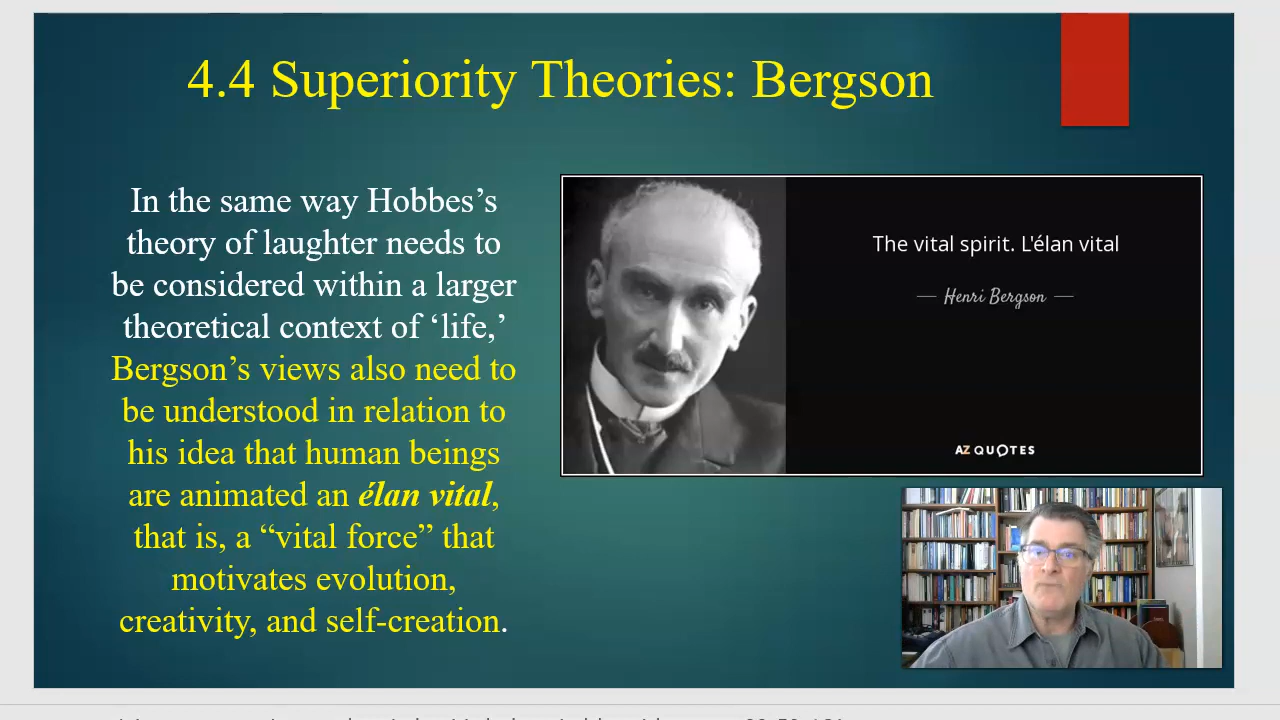 4.4 Superiority Theories: Bergson
In the same way Hobbes’s
theory of laughter needs to
be considered within a larger
theoretical context of ‘life,’
Bergson’s views also need to
be understood in relation to
his idea that human beings
are animated an élan vital,
that is, a “vital force” that
motivates evolution,
creativity, and self-creation.
The vital spirit. L'élan vital
Henri Bergson
AZ QUOTES